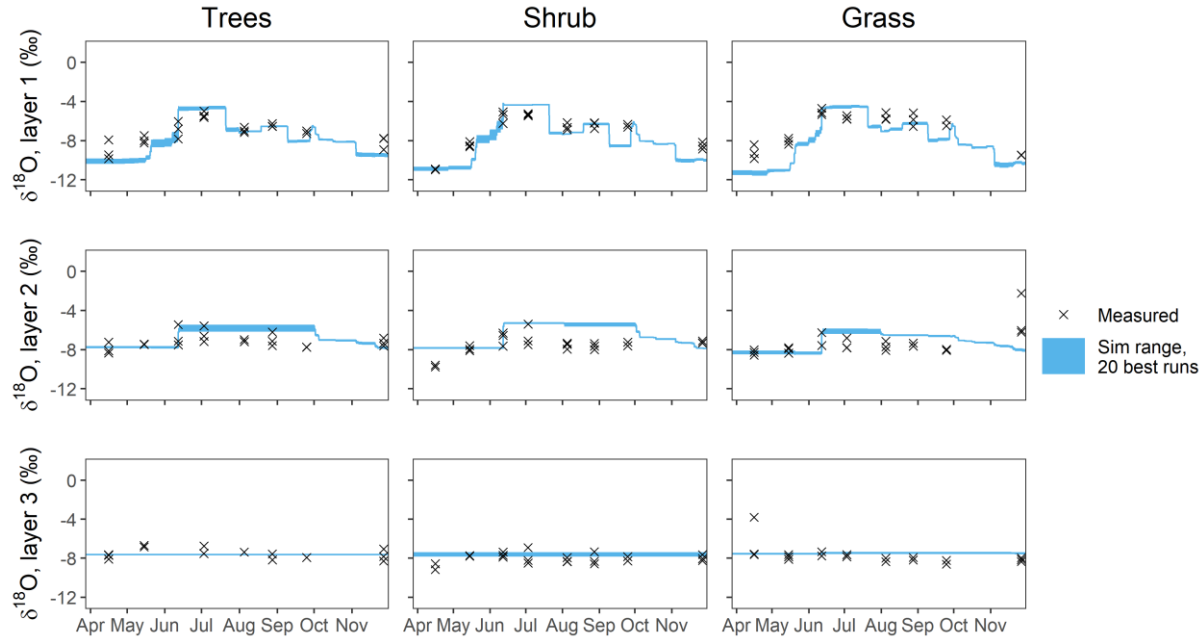 Trees Shrub Grass
δ¹⁸O, layer 1 (‰)
0
-4
-8
-12
δ¹⁸O, layer 2 (‰)
0
-4
-8
-12
Measured
Sim range,
20 best runs
δ¹⁸O, layer 3 (‰)
0
-4
-8
-12
Apr May Jun Jul Aug Sep Oct Nov Apr May Jun Jul Aug Sep Oct Nov Apr May Jun Jul Aug Sep Oct Nov